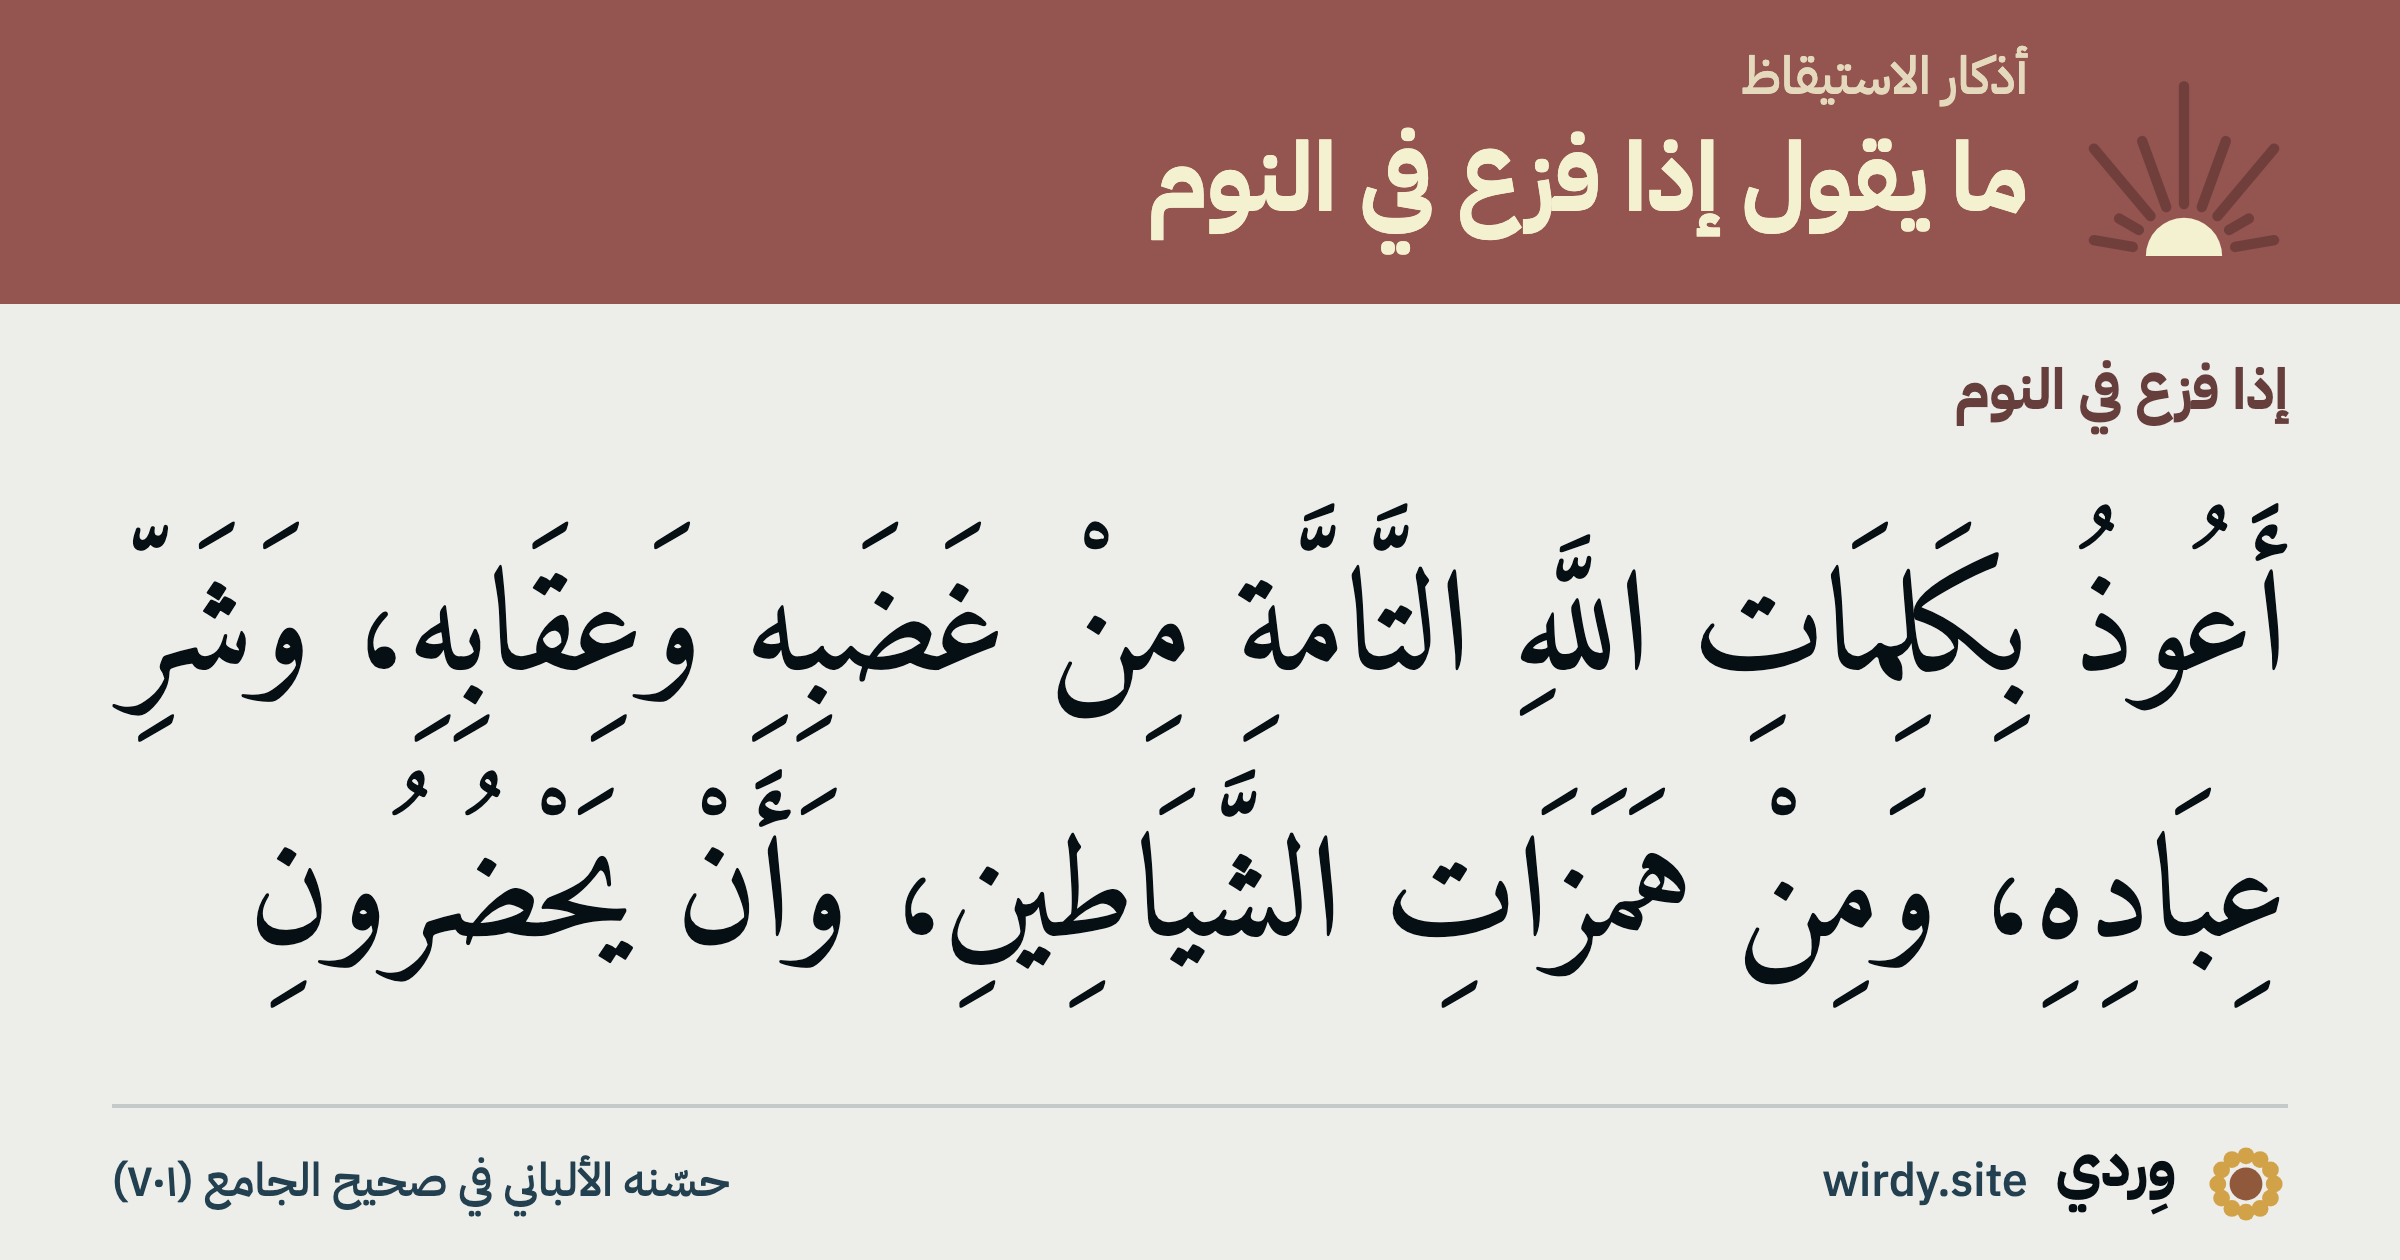 أذكار الاستيقاظ
ما يقول إذا فزع في النوم
إذا فزع في النوم
أَعُوذُ بِكَلِمَاتِ اللَّهِ التَّامَّةِ مِنْ غَضَبِهِ وَعِقَابِهِ، وَشَرِّ
عِبَادِهِ، وَمِنْ هَمَزَاتِ الشَّيَاطِينِ، وَأَنْ يَحْضُرُونِ
وِردي wirdy.site
حسّنه الألباني في صحيح الجامع (٧٠١)